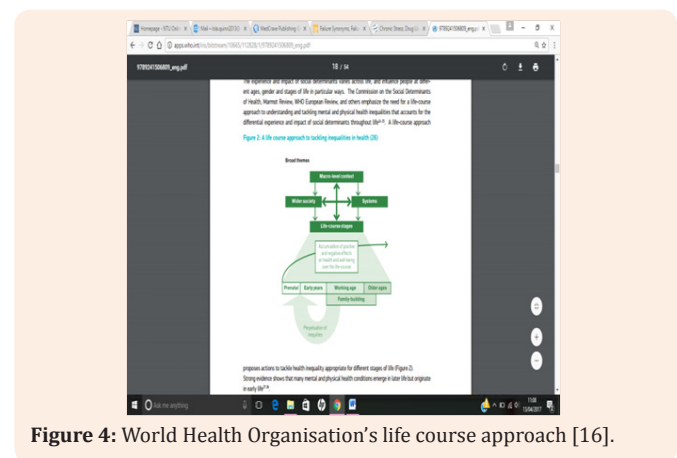 Homepage - KTU Onli
Mail -
MedCrave Publishing
Failure Synonyms, Fail
Chronic Stress, Drug U
9789241506809_eng.p
apps.who.int/iris/bitstream/10665/112828/1/9789241506809_eng.pdf
9789241506809_eng.pdf
18 / 54
The experience and impact of social determinants varies across life, and influence people at differ-
ent ages, gender and stages of life in particular ways. The Commission on the Social Determinants
of Health, Marmot Review, WHO European Review, and others emphasize the need for a life-course
approach to understanding and tackling mental and physical health inequalities that accounts for the
differential experience and impact of social determinants throughout life
A life-course approach
Figure 2: A life course approach to tackling inequalities in health (26)
Broad themes
Macro-level context
Wider society
Systems
Life-course stages
Accumulation of positive
and negative effects
on health and well-being
over the life-course
Prenatal
Early years
Working age
Older ages
Family-building
Perpetuation of
inequities
proposes actions to tackle health inequality appropriate for different stages of life (Figure 2).
Strong evidence shows that many mental and physical health conditions emerge in later life but originate
in early life
Ask me anything
11:03
13/04/2017
Figure 4: World Health Organisation's life course approach [16].